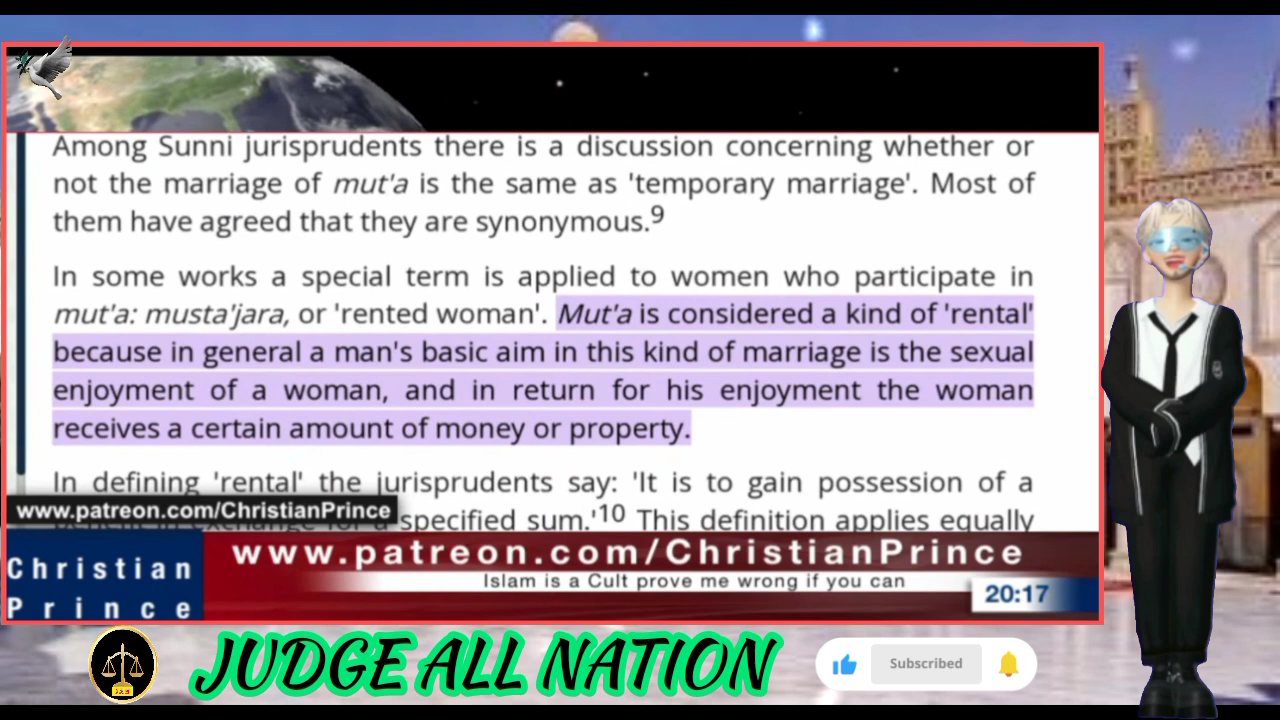 Among Sunni jurisprudents there is a discussion concerning whether or
not the marriage of mut'a is the same as 'temporary marriage'. Most of
them have agreed that they are synonymous.9
In some works a special term is applied to women who participate in
mut'a: musta'jara, or 'rented woman'. Mut'a is considered a kind of 'rental'
because in general a man's basic aim in this kind of marriage is the sexual
enjoyment of a woman, and in return for his enjoyment the woman
receives a certain amount of money or property.
In defining 'rental' the jurisprudents say: 'It is to gain possession of a
specified sum.'10 This definition applies equally
www.patreon.com/ChristianPrince
Christian
Prince
www.patreon.com/ChristianPrince
Islam is a Cult prove me wrong if you can
20:17
JUDGE ALL NATION
Subscribed